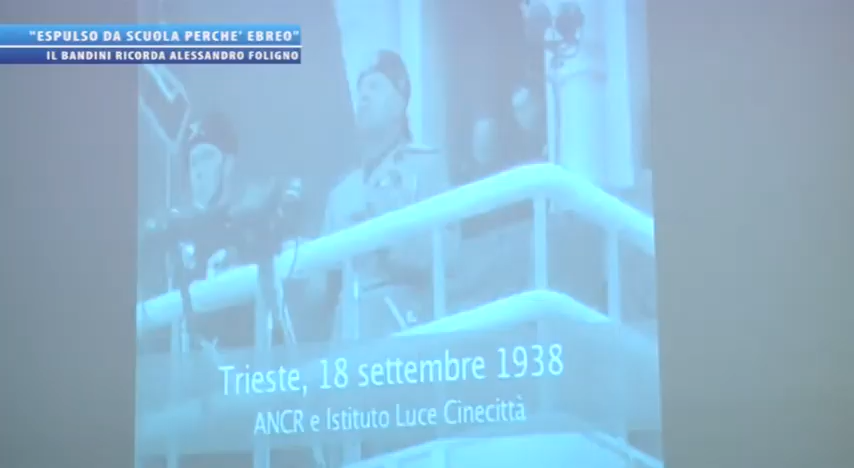 "ESPULSO DA SCUOLA PERCHE' EBREO"
IL BANDINI RICORDA ALESSANDRO FOLIGNO
Trieste, 18 settembre 1938
ANCR e Istituto Luce Cinecittà